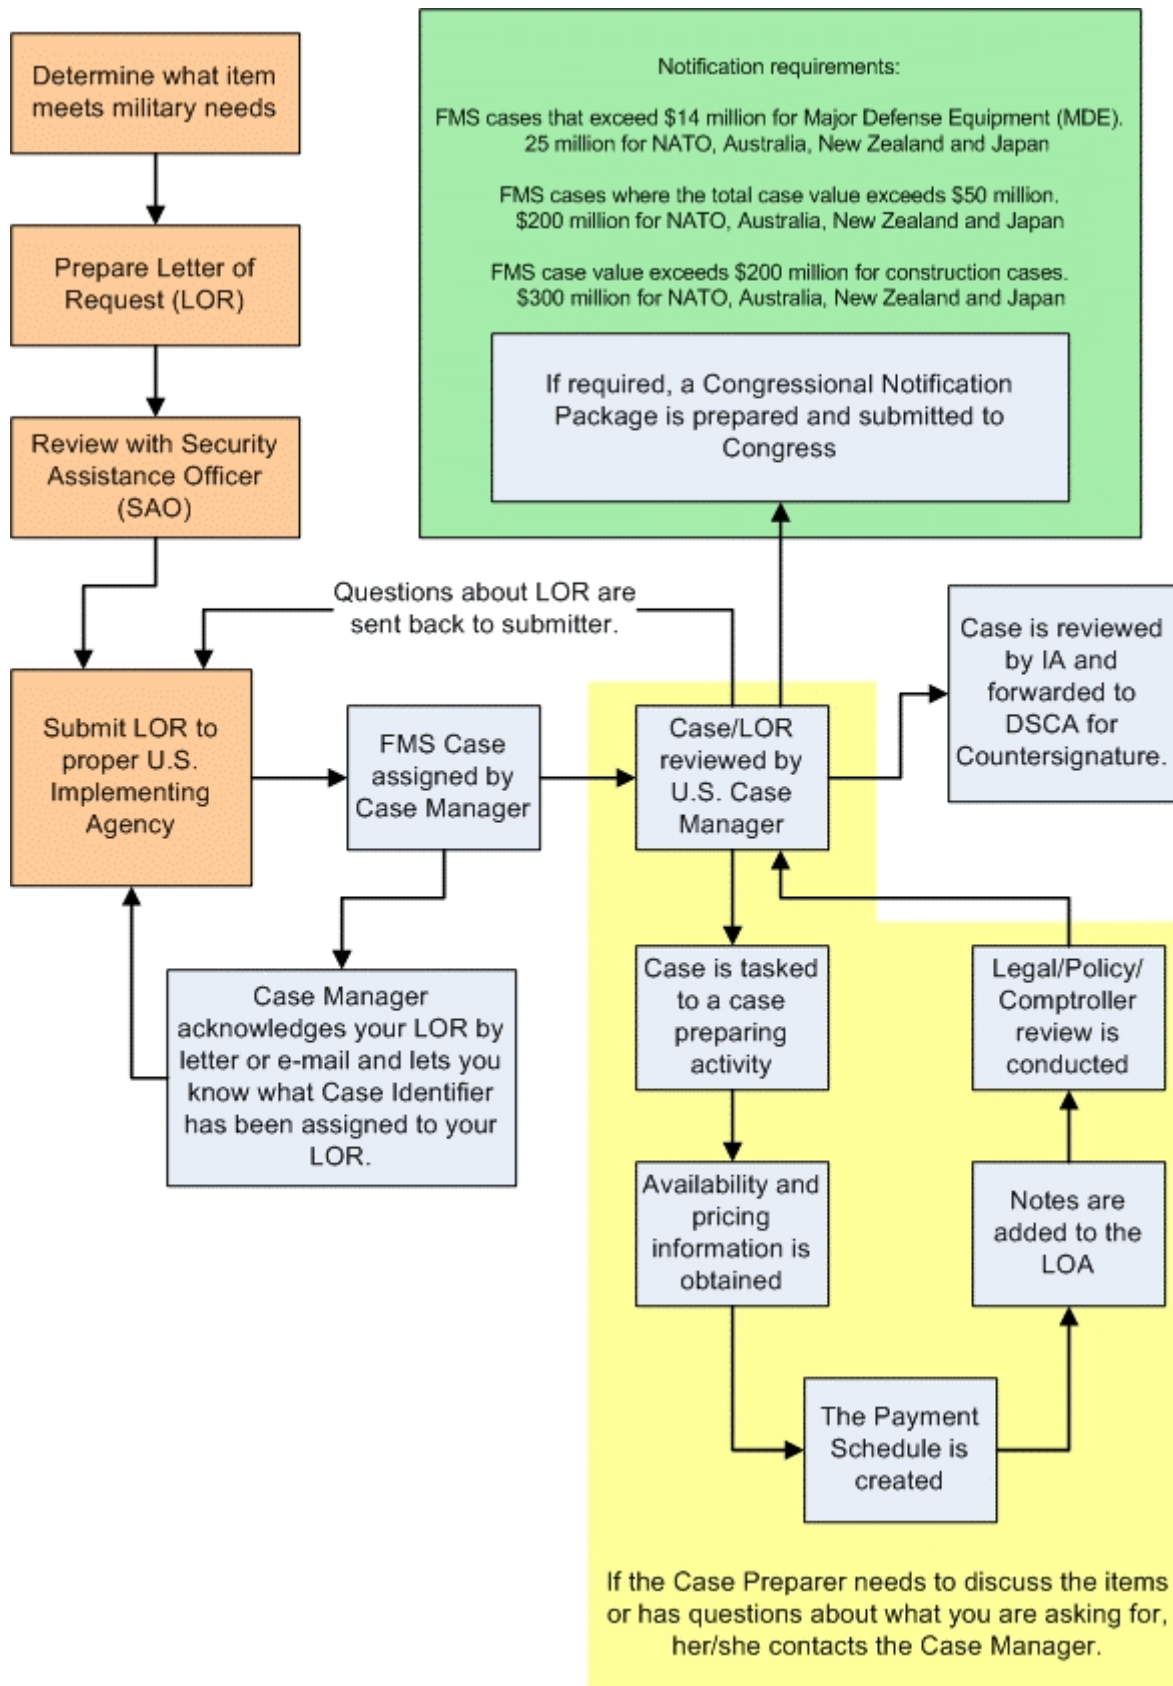 Determine what item
meets military needs
Prepare Letter of
Request (LOR)
Review with Security
Assistance Officer
(SAO)
Notification requirements:
FMS cases that exceed $14 million for Major Defense Equipment (MDE).
25 million for NATO, Australia, New Zealand and Japan
FMS cases where the total case value exceeds $50 million.
$200 million for NATO, Australia, New Zealand and Japan
FMS case value exceeds $200 million for construction cases.
$300 million for NATO, Australia, New Zealand and Japan
If required, a Congressional Notification
Package is prepared and submitted to
Congress
Questions about LOR are
sent back to submitter.
Submit LOR to
proper U.S.
Implementing
Agency
FMS Case
assigned by
Case Manager
Case/LOR
reviewed by
U.S. Case
Manager
Case is reviewed
by IA and
forwarded to
DSCA for
Countersignature.
Case Manager
acknowledges your LOR by
letter or e-mail and lets you
know what Case Identifier
has been assigned to your
LOR.
Case is tasked
to a case
preparing
activity
Legal/Policy/
Comptroller
review is
conducted
Availability and
pricing
information is
obtained
Notes are
added to the
LOA
The Payment
Schedule is
created
If the Case Preparer needs to discuss the items
or has questions about what you are asking for,
her/she contacts the Case Manager.